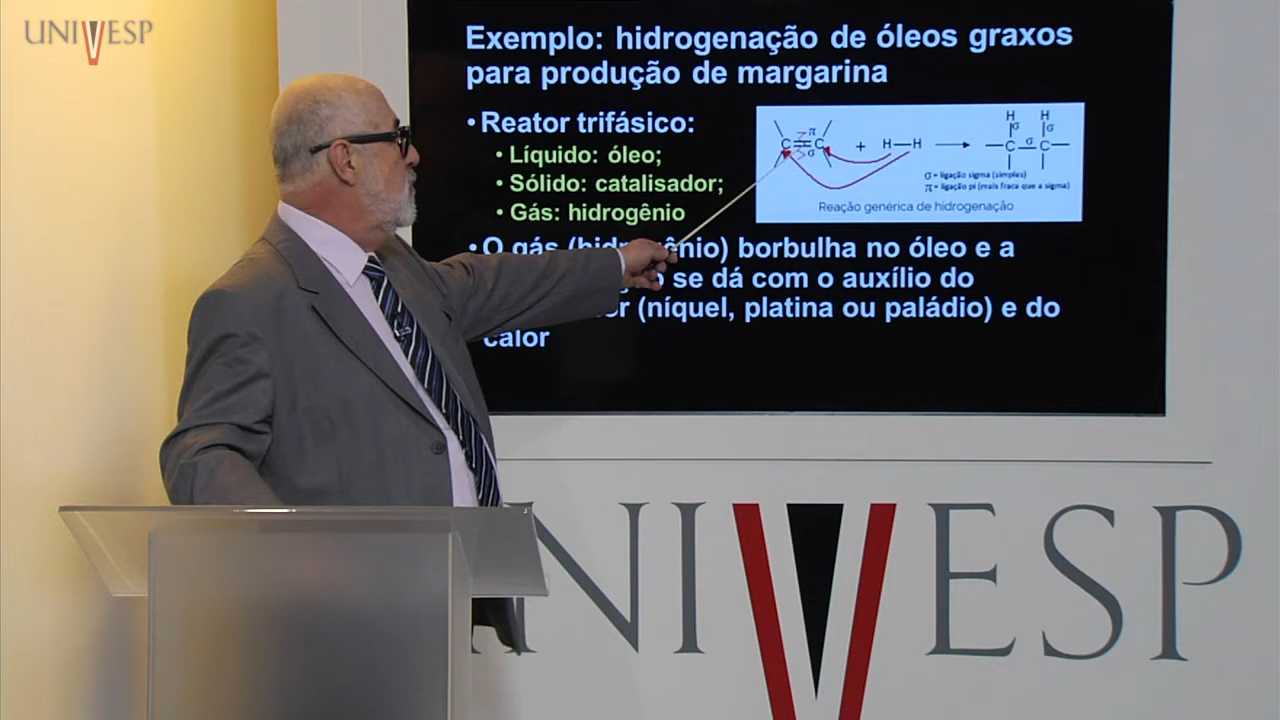 UNIVESP
Exemplo: hidrogenação de óleos graxos
para produção de margarina
• Reator trifásico:
• Líquido: óleo;
• Sólido: catalisador;
• Gás: hidrogênio
H H
σ σ
π
C C + H—H → —C—C—
σ σ
σ = ligação sigma (simples)
π = ligação pi (mais fraca que a sigma)
Reação genérica de hidrogenação
• O gás (hidrogênio) borbulha no óleo e a
se dá com o auxílio do
(níquel, platina ou paládio) e do
calor
UNIVESP